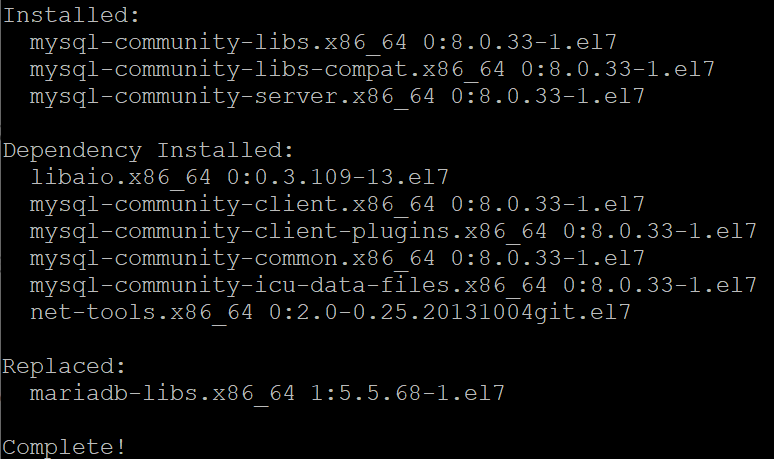 Installed:
  mysql-community-libs.x86_64 0:8.0.33-1.el7
  mysql-community-libs-compat.x86_64 0:8.0.33-1.el7
  mysql-community-server.x86_64 0:8.0.33-1.el7

Dependency Installed:
  libaio.x86_64 0:0.3.109-13.el7
  mysql-community-client.x86_64 0:8.0.33-1.el7
  mysql-community-client-plugins.x86_64 0:8.0.33-1.el7
  mysql-community-common.x86_64 0:8.0.33-1.el7
  mysql-community-icu-data-files.x86_64 0:8.0.33-1.el7
  net-tools.x86_64 0:2.0-0.25.20131004git.el7

Replaced:
  mariadb-libs.x86_64 1:5.5.68-1.el7

Complete!